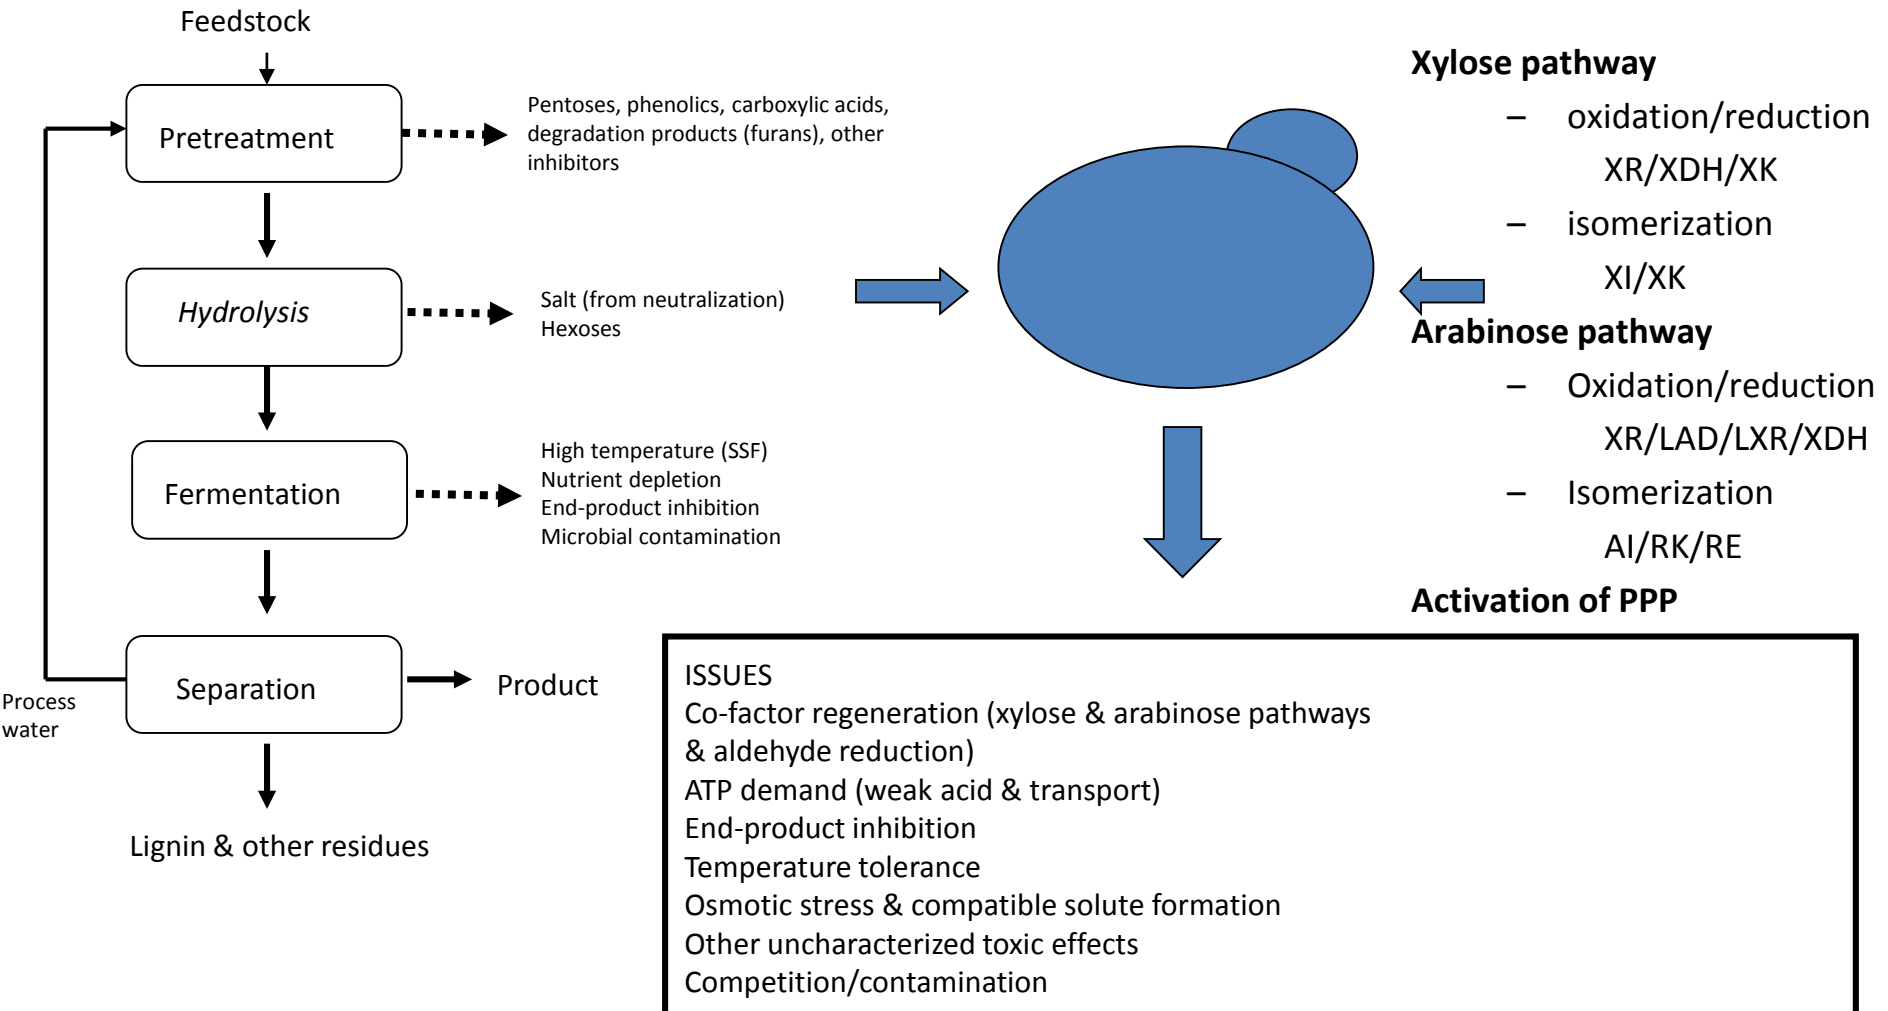 Feedstock
Pretreatment
Pentoses, phenolics, carboxylic acids,
degradation products (furans), other
inhibitors
Hydrolysis
Salt (from neutralization)
Hexoses
Fermentation
High temperature (SSF)
Nutrient depletion
End-product inhibition
Microbial contamination
Separation
Product
Process
water
Lignin & other residues
Xylose pathway
– oxidation/reduction
XR/XDH/XK
– isomerization
XI/XK
Arabinose pathway
– Oxidation/reduction
XR/LAD/LXR/XDH
– Isomerization
AI/RK/RE
Activation of PPP
ISSUES
Co-factor regeneration (xylose & arabinose pathways
& aldehyde reduction)
ATP demand (weak acid & transport)
End-product inhibition
Temperature tolerance
Osmotic stress & compatible solute formation
Other uncharacterized toxic effects
Competition/contamination